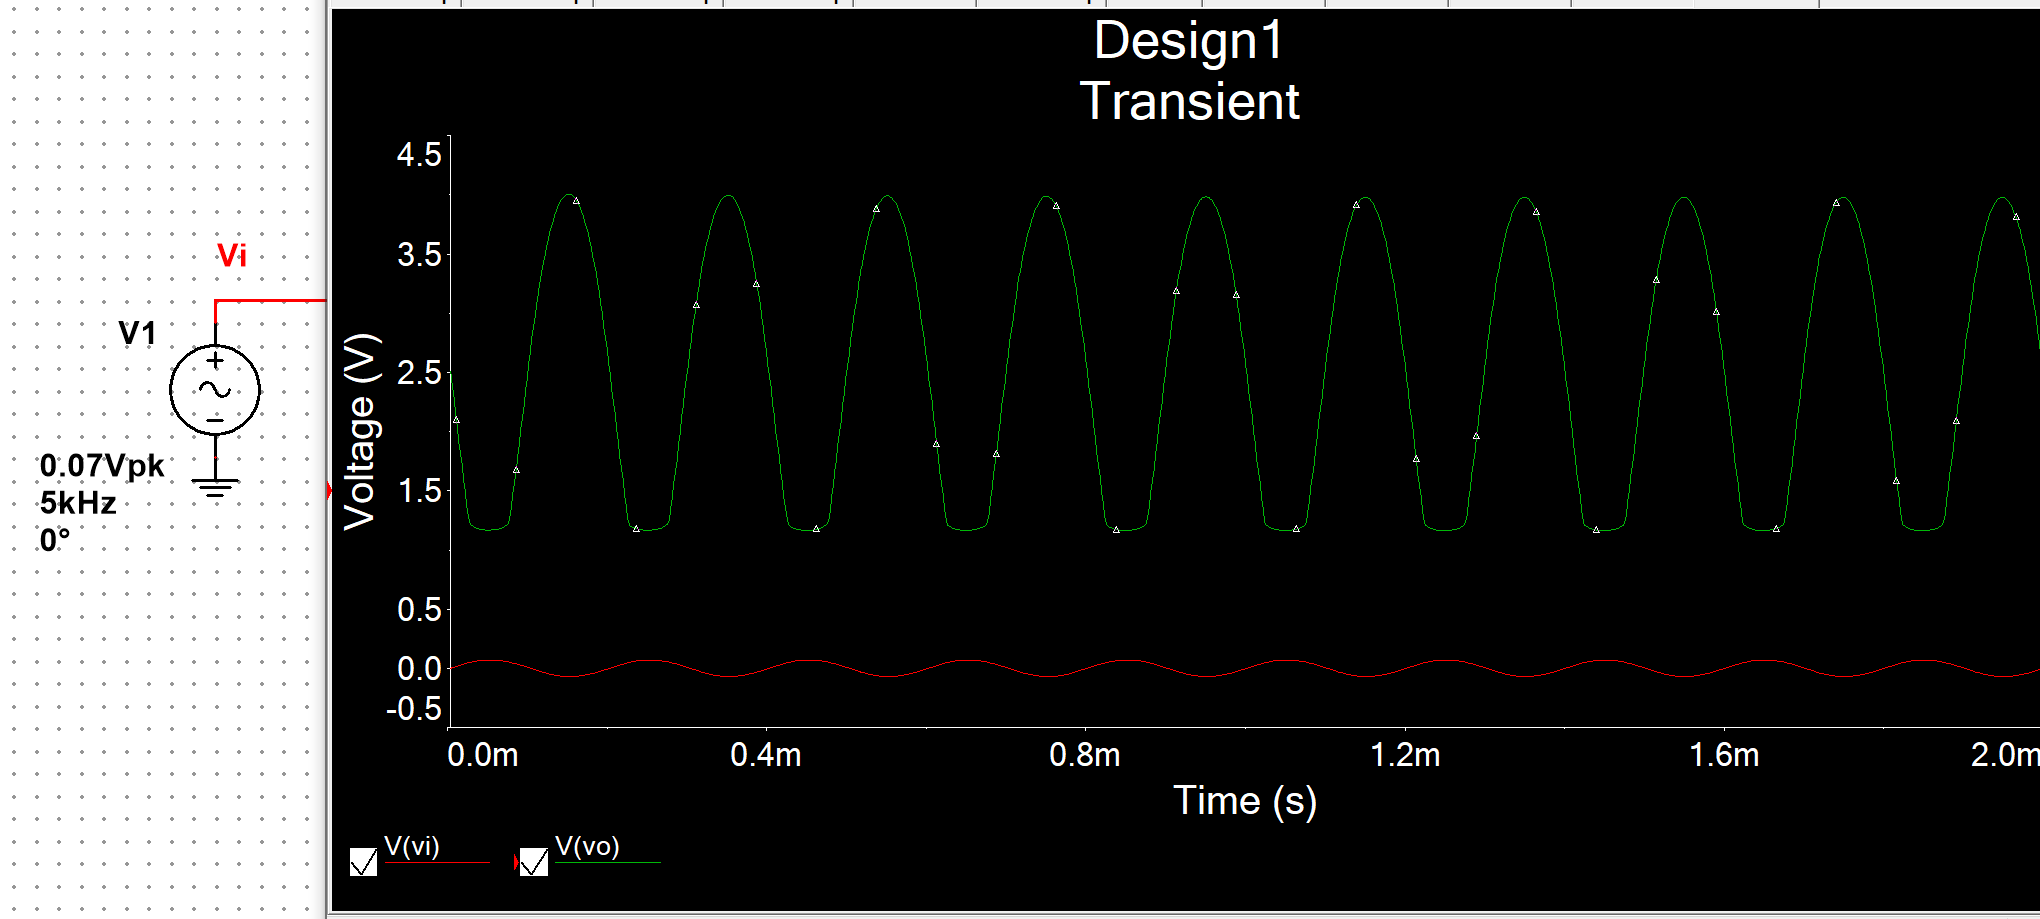 Design1
Transient
Vi
V1
0.07Vpk
5kHz
0°
Voltage (V)
4.5
3.5
2.5
1.5
0.5
0.0
-0.5
0.0m
0.4m
0.8m
1.2m
1.6m
2.0m
Time (s)
V(vi)
V(vo)